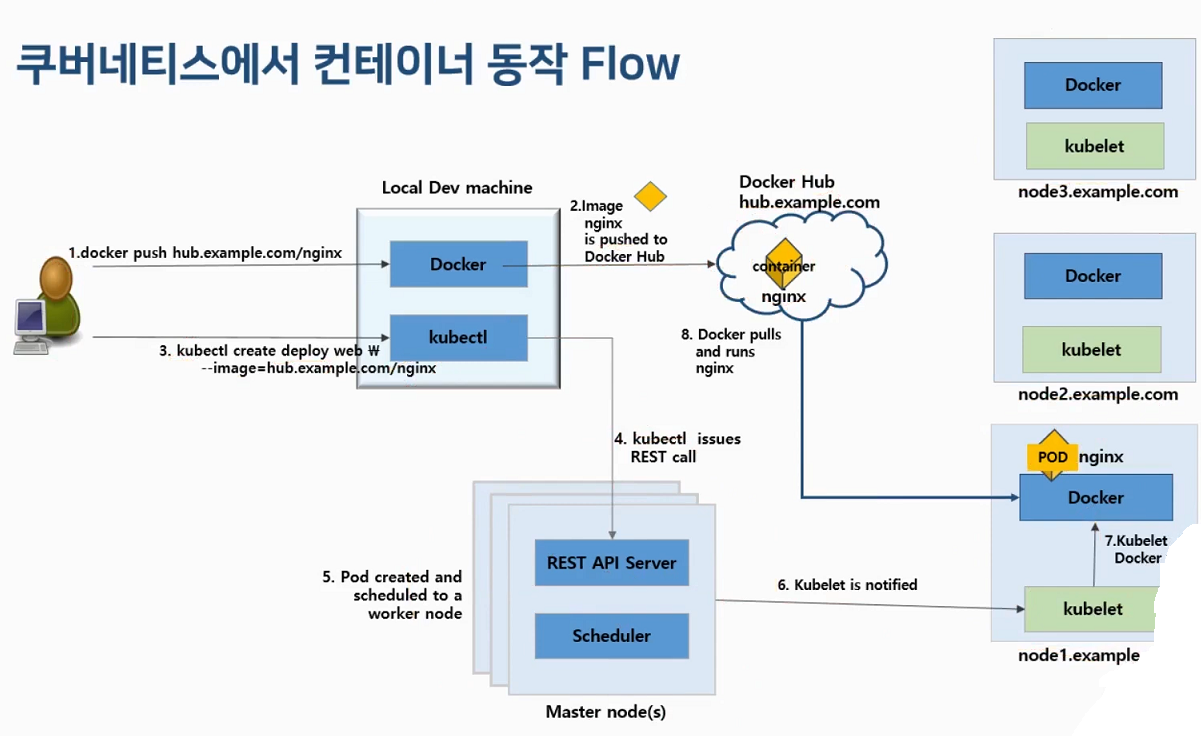 쿠버네티스에서 컨테이너 동작 Flow
Local Dev machine
1.docker push hub.example.com/nginx
Docker
kubectl
3. kubectl create deploy web ₩
--image=hub.example.com/nginx
2.Image
nginx
is pushed to
Docker Hub
Docker Hub
hub.example.com
container
nginx
8. Docker pulls
and runs
nginx
4. kubectl issues
REST call
5. Pod created and
scheduled to a
worker node
REST API Server
Scheduler
Master node(s)
6. Kubelet is notified
Docker
kubelet
node3.example.com
Docker
kubelet
node2.example.com
POD nginx
Docker
7.Kubelet
Docker
kubelet
node1.example